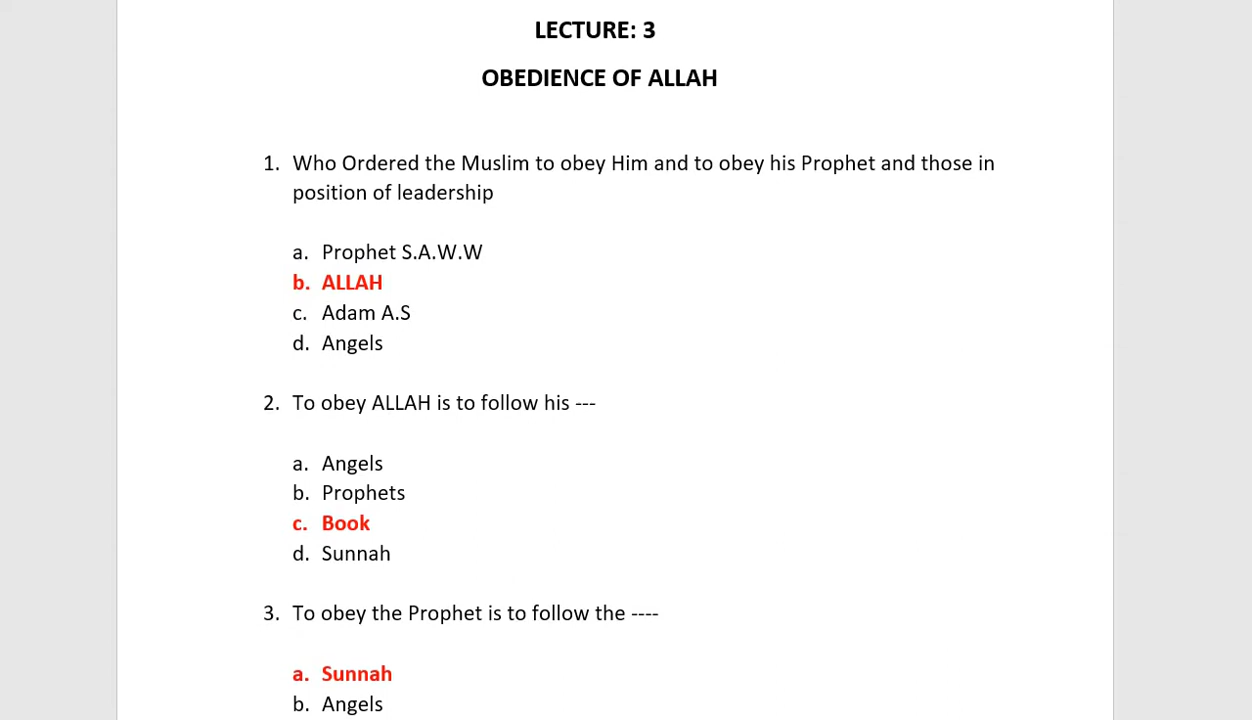 LECTURE: 3
OBEDIENCE OF ALLAH
1. Who Ordered the Muslim to obey Him and to obey his Prophet and those in
position of leadership
a. Prophet S.A.W.W
b. ALLAH
c. Adam A.S
d. Angels
2. To obey ALLAH is to follow his ---
a. Angels
b. Prophets
c. Book
d. Sunnah
3. To obey the Prophet is to follow the ----
a. Sunnah
b. Angels